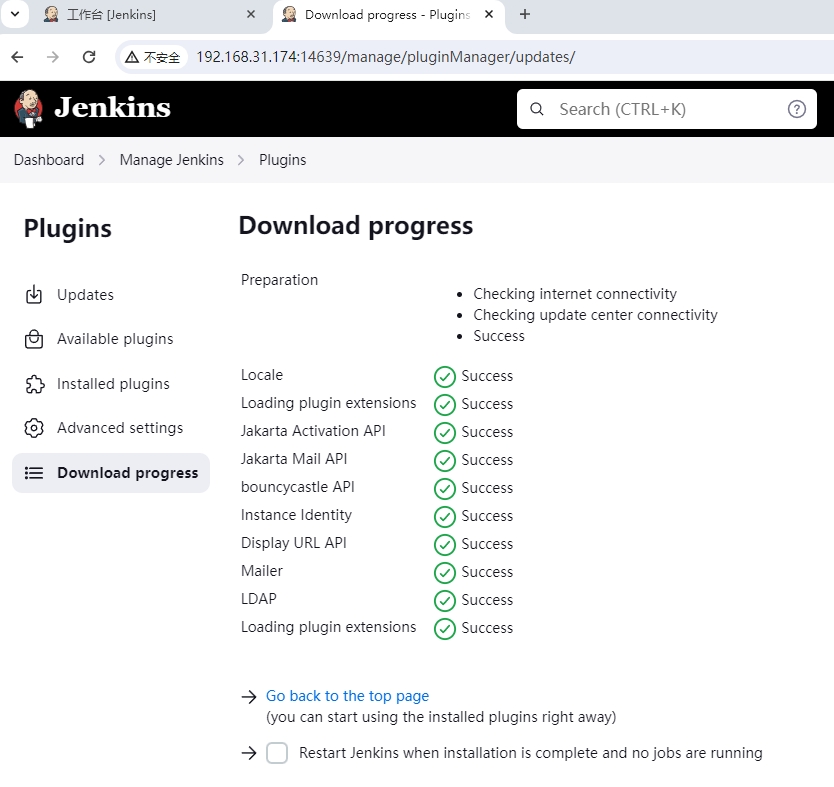 工作台 [Jenkins]
Download progress - Plugins
不安全
192.168.31.174:14639/manage/pluginManager/updates/
Jenkins
Search (CTRL+K)
Dashboard > Manage Jenkins > Plugins
Plugins
Updates
Available plugins
Installed plugins
Advanced settings
Download progress
Download progress
Preparation
• Checking internet connectivity
• Checking update center connectivity
• Success
Locale Success
Loading plugin extensions Success
Jakarta Activation API Success
Jakarta Mail API Success
bouncycastle API Success
Instance Identity Success
Display URL API Success
Mailer Success
LDAP Success
Loading plugin extensions Success
→ Go back to the top page
(you can start using the installed plugins right away)
→ Restart Jenkins when installation is complete and no jobs are running